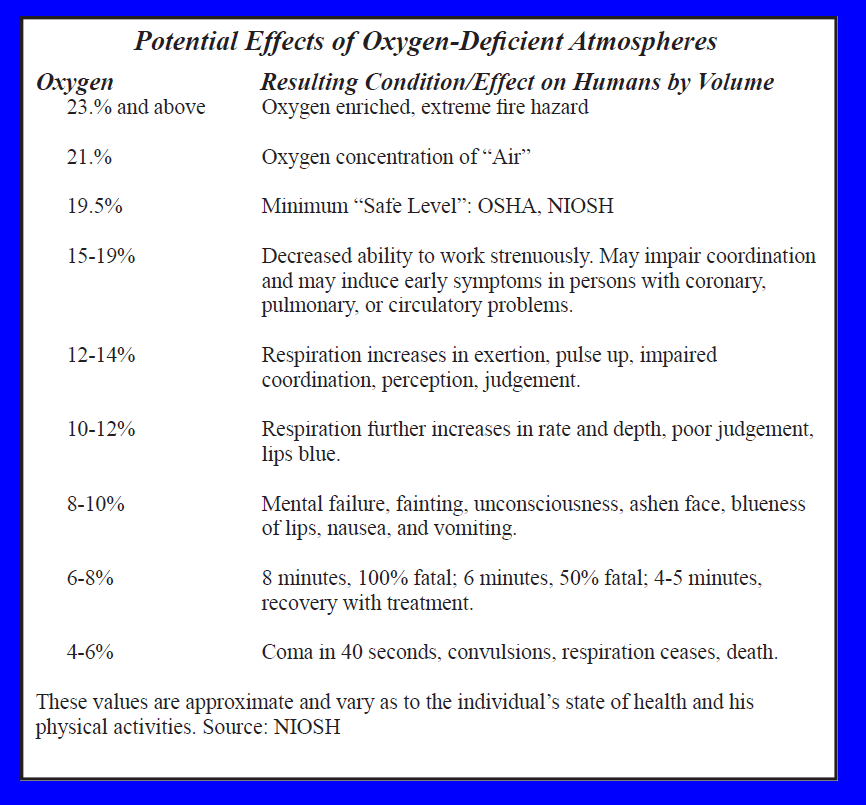 Potential Effects of Oxygen-Deficient Atmospheres
Oxygen Resulting Condition/Effect on Humans by Volume
23.% and above Oxygen enriched, extreme fire hazard
21.% Oxygen concentration of “Air”
19.5% Minimum “Safe Level”: OSHA, NIOSH
15-19% Decreased ability to work strenuously. May impair coordination
and may induce early symptoms in persons with coronary,
pulmonary, or circulatory problems.
12-14% Respiration increases in exertion, pulse up, impaired
coordination, perception, judgement.
10-12% Respiration further increases in rate and depth, poor judgement,
lips blue.
8-10% Mental failure, fainting, unconsciousness, ashen face, blueness
of lips, nausea, and vomiting.
6-8% 8 minutes, 100% fatal; 6 minutes, 50% fatal; 4-5 minutes,
recovery with treatment.
4-6% Coma in 40 seconds, convulsions, respiration ceases, death.
These values are approximate and vary as to the individual’s state of health and his
physical activities. Source: NIOSH